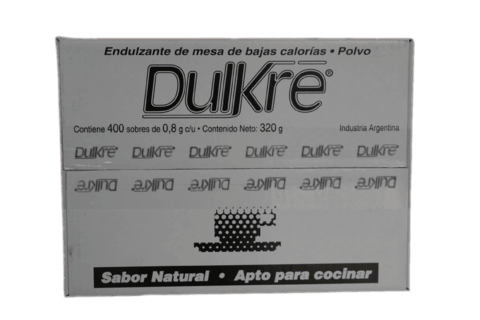 Endulzante de mesa de bajas calorías • Polvo
Dulkre®
Contiene 400 sobres de 0,8 g c/u • Contenido Neto: 320 g
Industria Argentina
Dulkre Dulkre Dulkre Dulkre Dulkre Dulkre
Dulkre Dulkre Dulkre Dulkre Dulkre Dulkre
Sabor Natural • Apto para cocinar